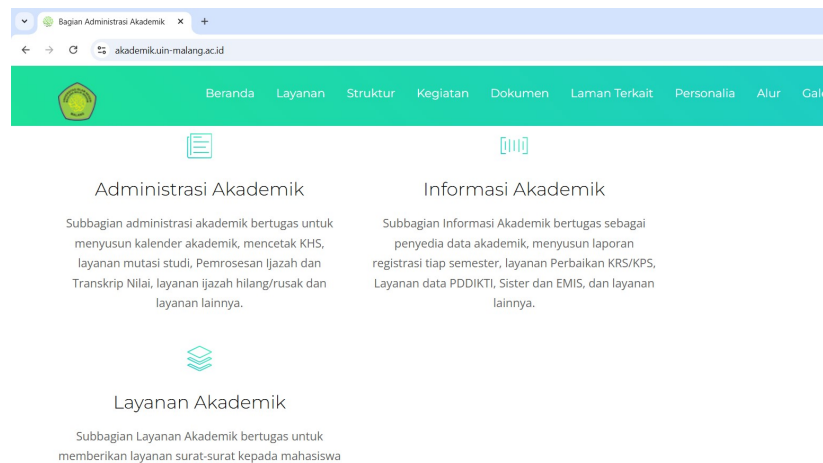 Bagian Administrasi Akademik
akademik.uin-malang.ac.id
Beranda Layanan Struktur Kegiatan Dokumen Laman Terkait Personalia Alur Gale
Administrasi Akademik
Subbagian administrasi akademik bertugas untuk
menyusun kalender akademik, mencetak KHS,
layanan mutasi studi, Pemrosesan Ijazah dan
Transkrip Nilai, layanan ijazah hilang/rusak dan
layanan lainnya.
Informasi Akademik
Subbagian Informasi Akademik bertugas sebagai
penyedia data akademik, menyusun laporan
registrasi tiap semester, layanan Perbaikan KRS/KPS,
Layanan data PDDIKTI, Sister dan EMIS, dan layanan
lainnya.
Layanan Akademik
Subbagian Layanan Akademik bertugas untuk
memberikan layanan surat-surat kepada mahasiswa